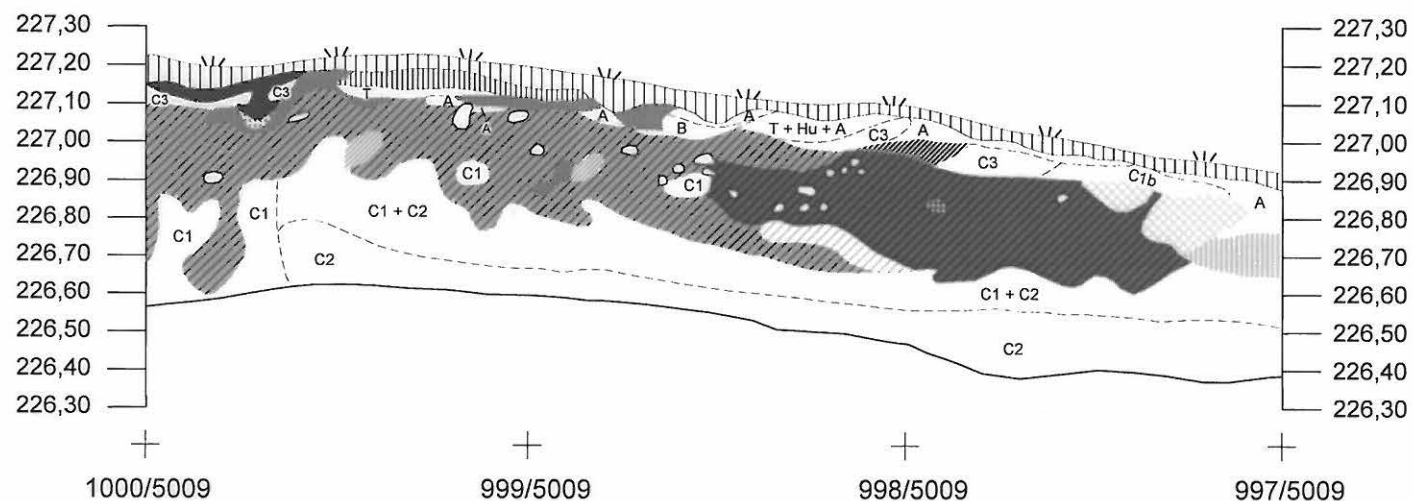 227,30 227,30
227,20 227,20
227,10 227,10
227,00 227,00
226,90 226,90
226,80 226,80
226,70 226,70
226,60 226,60
226,50 226,50
226,40 226,40
226,30 226,30
C3 C3 T A A A B A T + Hu + A C3 A
C1 C1 C3 C1b A
C1 C1 C1 + C2
C2 C1 + C2
C2
1000/5009 999/5009 998/5009 997/5009